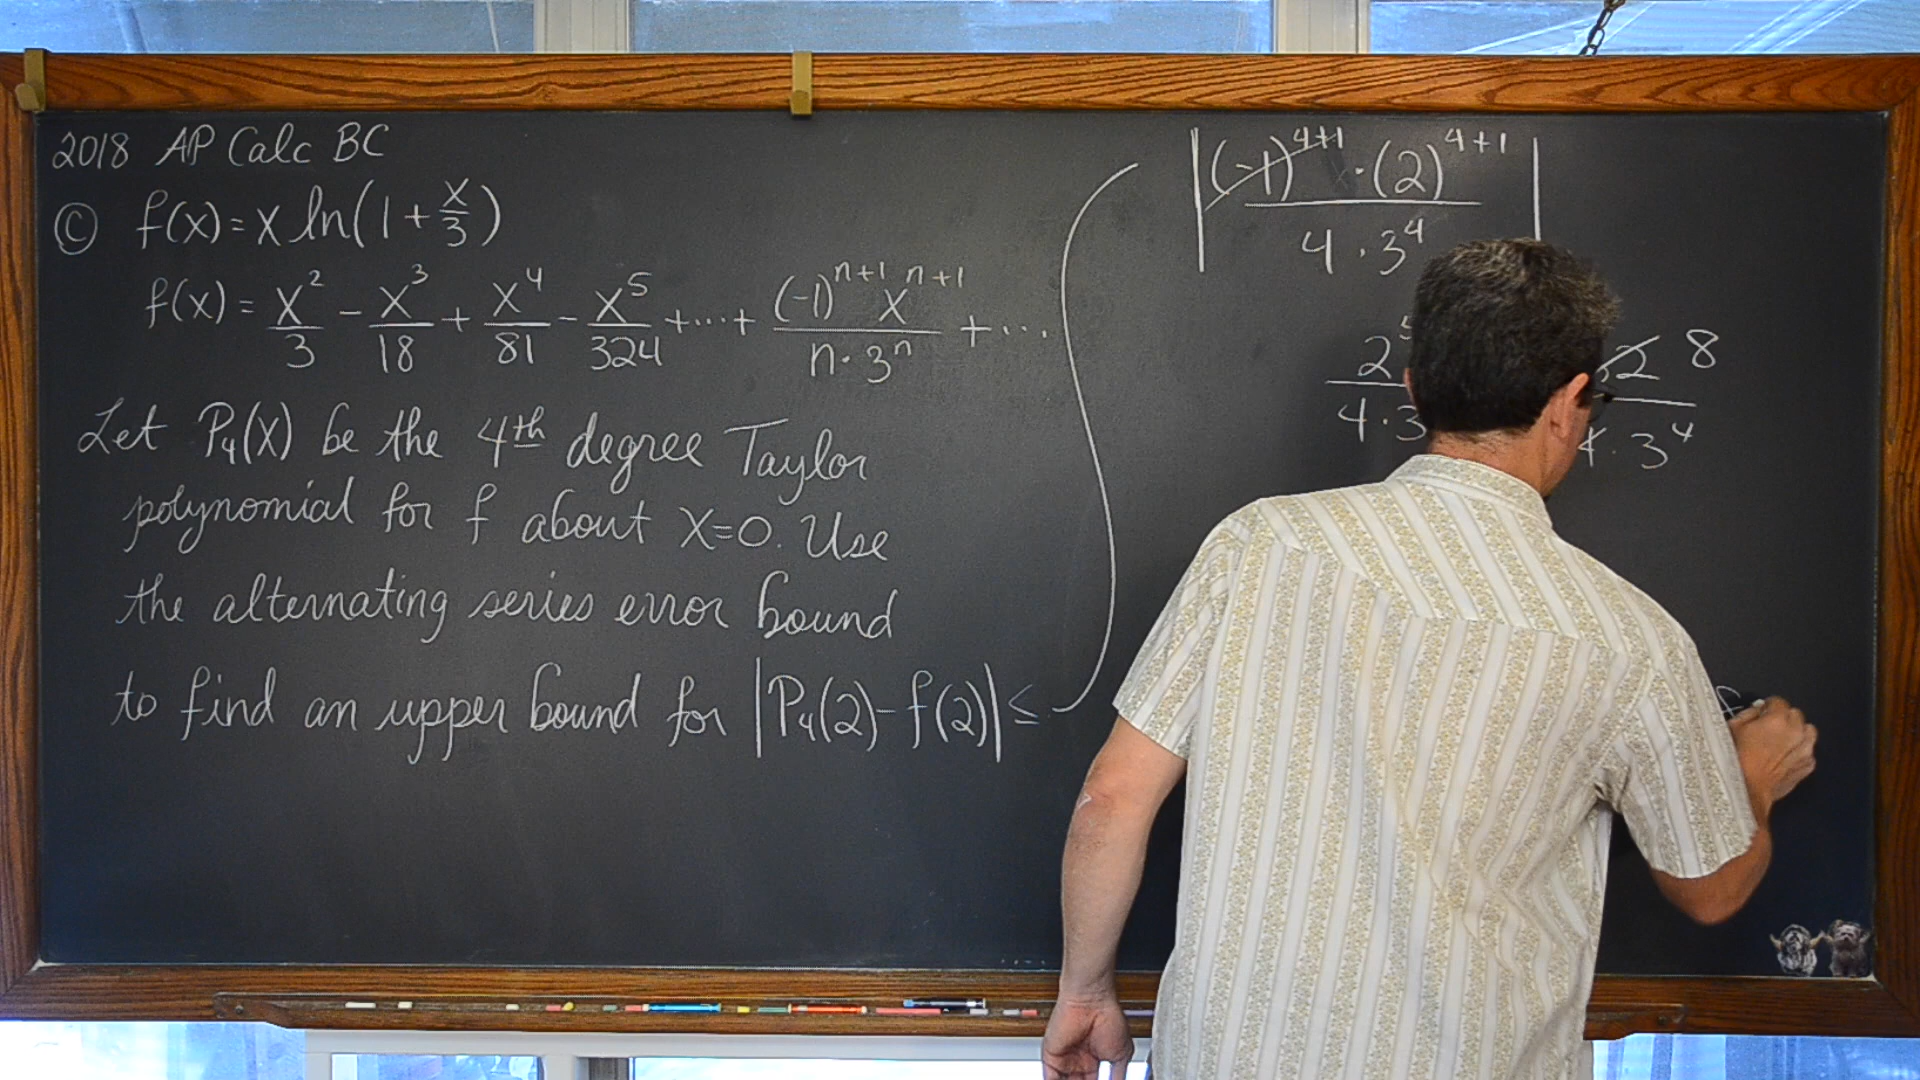 2018 AP Calc BC
© f(x) = x ln(1 + x/3)
f(x) = x²/3 - x³/18 + x⁴/81 - x⁵/324 + ... + (-1)ⁿ⁺¹ xⁿ⁺¹ / n·3ⁿ + ...
Let P₄(x) be the 4th degree Taylor
polynomial for f about x=0. Use
the alternating series error bound
to find an upper bound for |P₄(2) - f(2)| ≤
|(-1)⁴⁺¹ · (2)⁴⁺¹ / 4·3⁴|
2⁵ / 4·3
32 8 / 4·3⁴